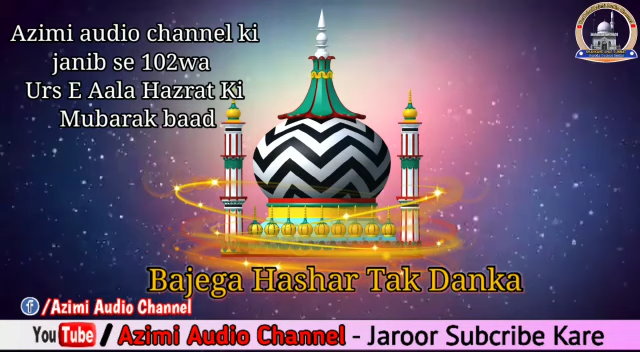 Azimi audio channel ki
janib se 102wa
Urs E Aala Hazrat Ki
Mubarak baad
Bajega Hashar Tak Danka
f/Azimi Audio Channel
YouTube / Azimi Audio Channel - Jaroor Subcribe Kare